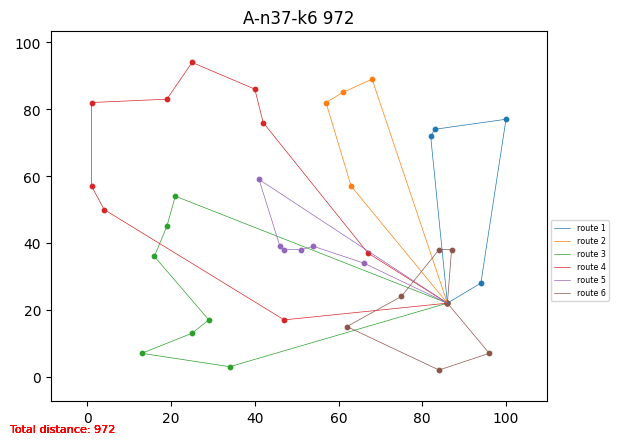 A-n37-k6 972
100
80
60
40
20
0
0 20 40 60 80 100
route 1
route 2
route 3
route 4
route 5
route 6
Total distance: 972